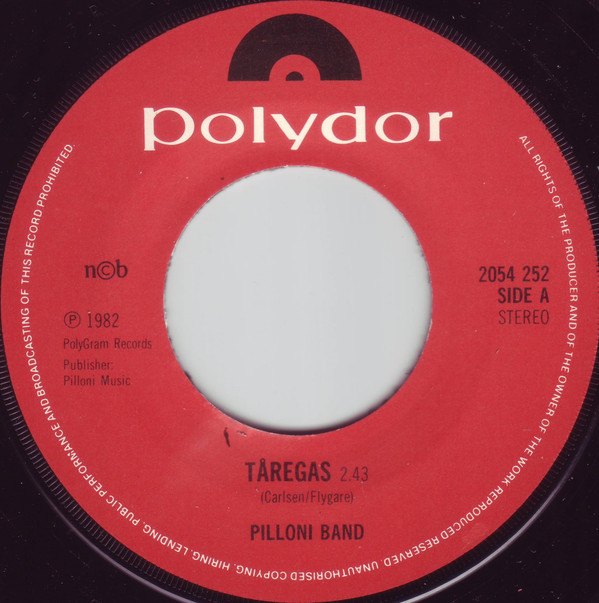 polydor
n©b
℗ 1982
PolyGram Records
Publisher:
Pilloni Music
2054 252
SIDE A
STEREO
TÅREGAS 2.43
(Carlsen/Flygare)
PILLONI BAND
ALL RIGHTS OF THE PRODUCER AND OF THE OWNER OF THE WORK REPRODUCED RESERVED. UNAUTHORISED COPYING, HIRING, LENDING, PUBLIC PERFORMANCE AND BROADCASTING OF THIS RECORD PROHIBITED.